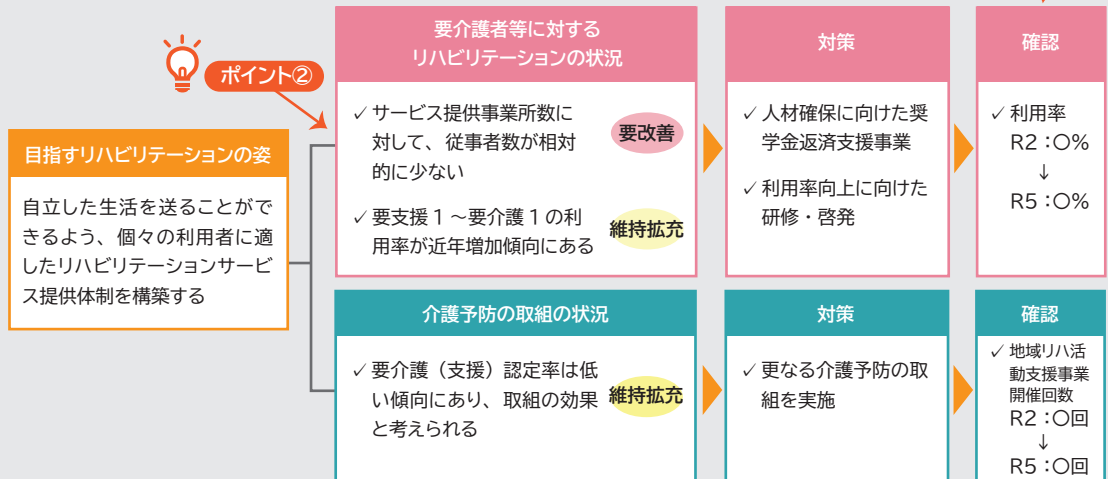 ポイント②
目指すリハビリテーションの姿
自立した生活を送ることがで
きるよう、個々の利用者に適
したリハビリテーションサービ
ス提供体制を構築する
要介護者等に対する
リハビリテーションの状況
✓サービス提供事業所数に
対して、従事者数が相対
的に少ない
要改善
✓要支援1～要介護1の利
用率が近年増加傾向にある
維持拡充
対策
✓人材確保に向けた奨
学金返済支援事業
✓利用率向上に向けた
研修・啓発
確認
✓利用率
R2：○%
↓
R5：○%
介護予防の取組の状況
✓要介護（支援）認定率は低
い傾向にあり、取組の効果
と考えられる
維持拡充
対策
✓更なる介護予防の取
組を実施
確認
✓地域リハ活
動支援事業
開催回数
R2：○回
↓
R5：○回